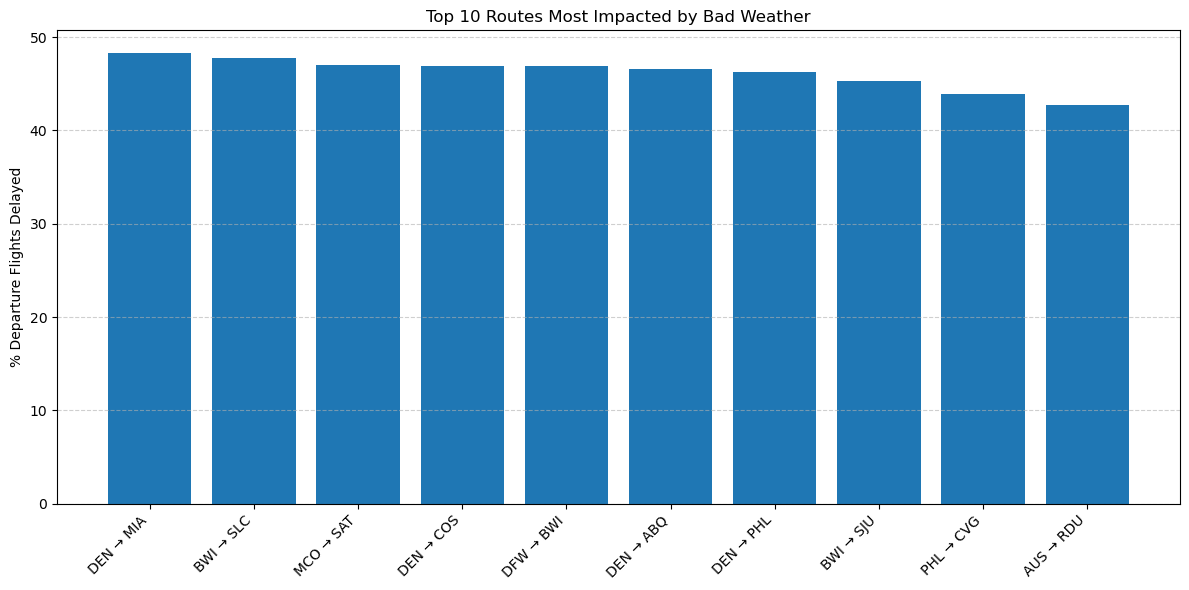 Top 10 Routes Most Impacted by Bad Weather
% Departure Flights Delayed
50
40
30
20
10
0
DEN → MIA
BWI → SLC
MCO → SAT
DEN → COS
DFW → BWI
DEN → ABQ
DEN → PHL
BWI → SJU
PHL → CVG
AUS → RDU